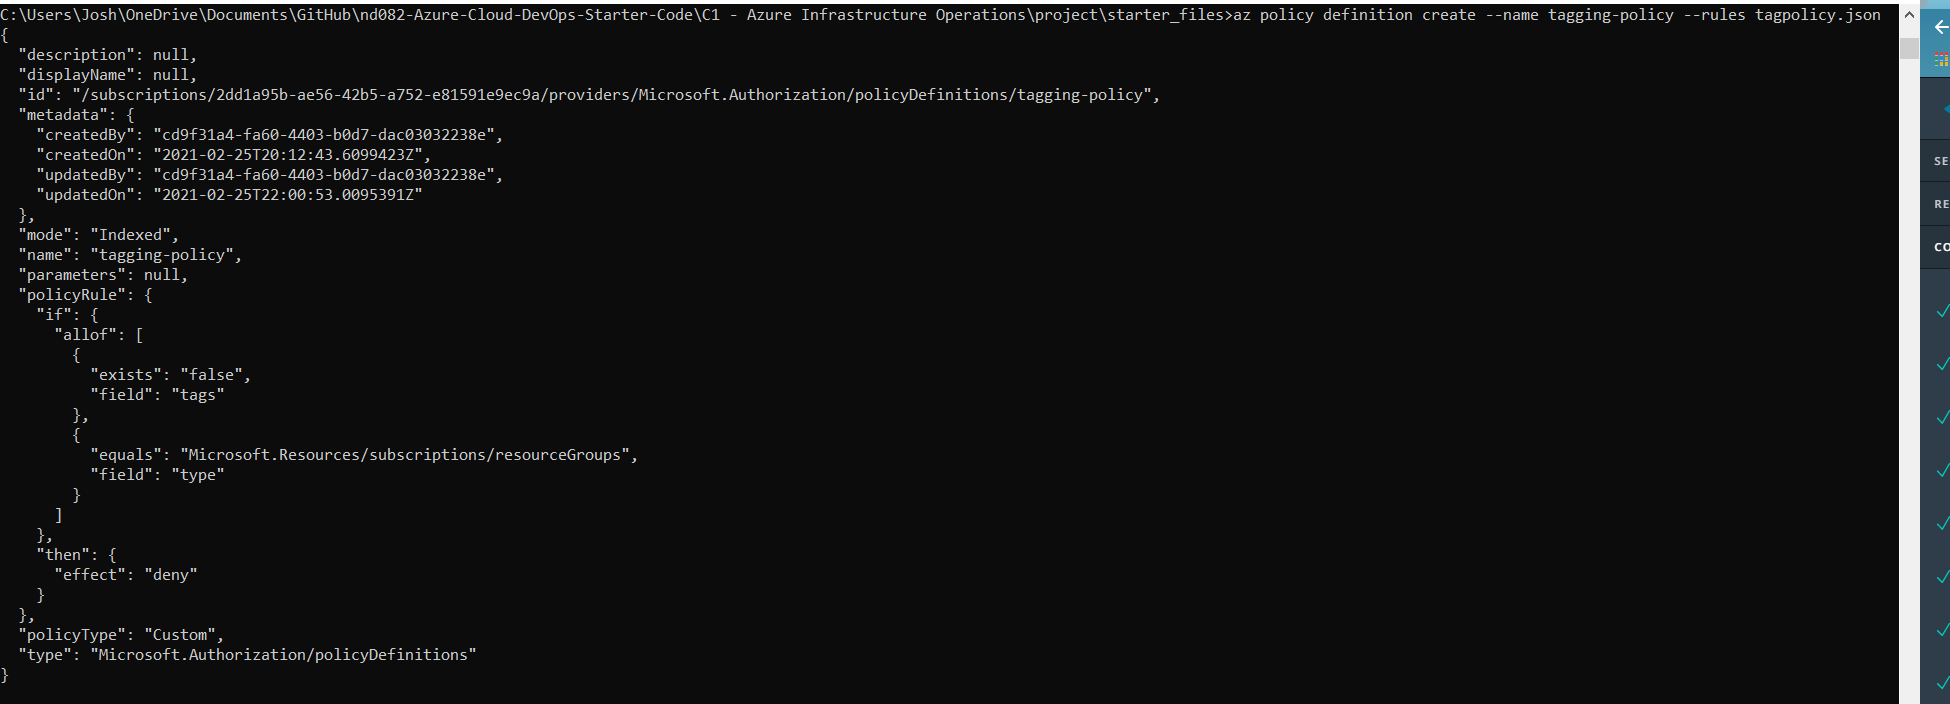 C:\Users\Josh\OneDrive\Documents\GitHub\nd082-Azure-Cloud-DevOps-Starter-Code\C1 - Azure Infrastructure Operations\project\starter_files>az policy definition create --name tagging-policy --rules tagpolicy.json
{
  "description": null,
  "displayName": null,
  "id": "/subscriptions/2dd1a95b-ae56-42b5-a752-e81591e9ec9a/providers/Microsoft.Authorization/policyDefinitions/tagging-policy",
  "metadata": {
    "createdBy": "cd9f31a4-fa60-4403-b0d7-dac03032238e",
    "createdOn": "2021-02-25T20:12:43.6099423Z",
    "updatedBy": "cd9f31a4-fa60-4403-b0d7-dac03032238e",
    "updatedOn": "2021-02-25T22:00:53.0095391Z"
  },
  "mode": "Indexed",
  "name": "tagging-policy",
  "parameters": null,
  "policyRule": {
    "if": {
      "allof": [
        {
          "exists": "false",
          "field": "tags"
        },
        {
          "equals": "Microsoft.Resources/subscriptions/resourceGroups",
          "field": "type"
        }
      ]
    },
    "then": {
      "effect": "deny"
    }
  },
  "policyType": "Custom",
  "type": "Microsoft.Authorization/policyDefinitions"
}
SE
RE
CO